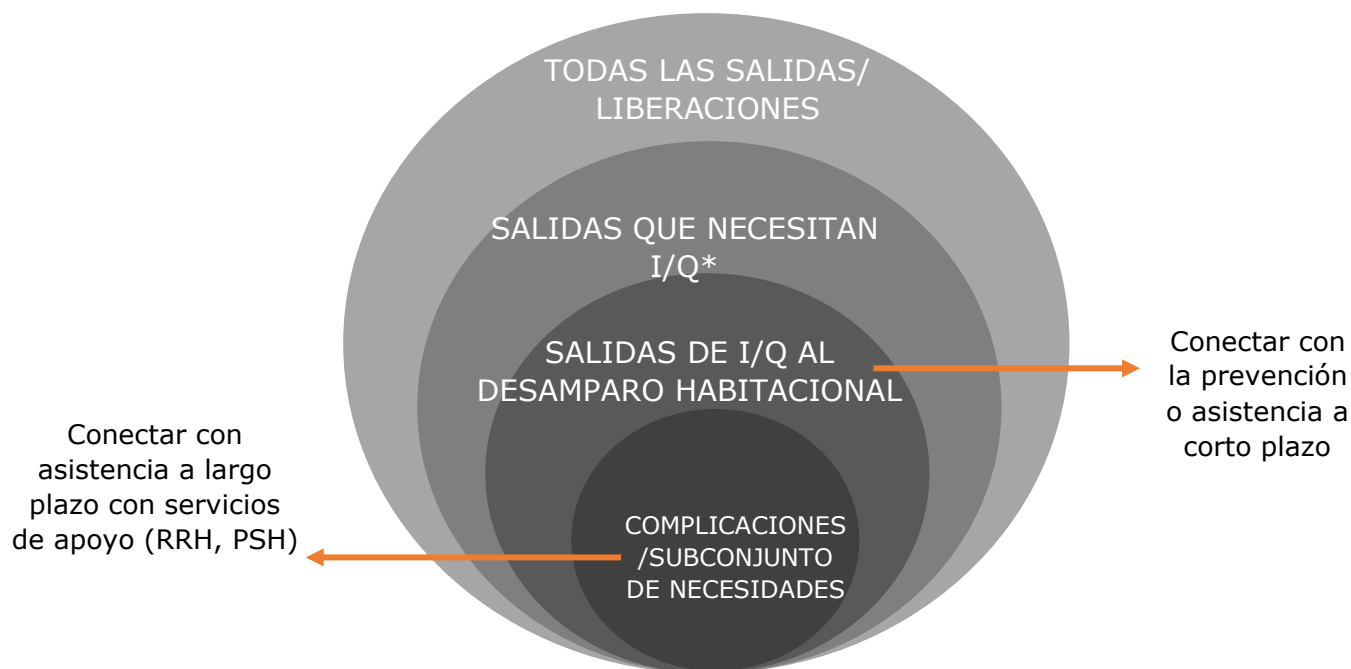 TODAS LAS SALIDAS/
LIBERACIONES
SALIDAS QUE NECESITAN
I/Q*
SALIDAS DE I/Q AL
DESAMPARO HABITACIONAL
COMPLICACIONES
/SUBCONJUNTO
DE NECESIDADES
Conectar con
la prevención
o asistencia a
corto plazo
Conectar con
asistencia a largo
plazo con servicios
de apoyo (RRH, PSH)